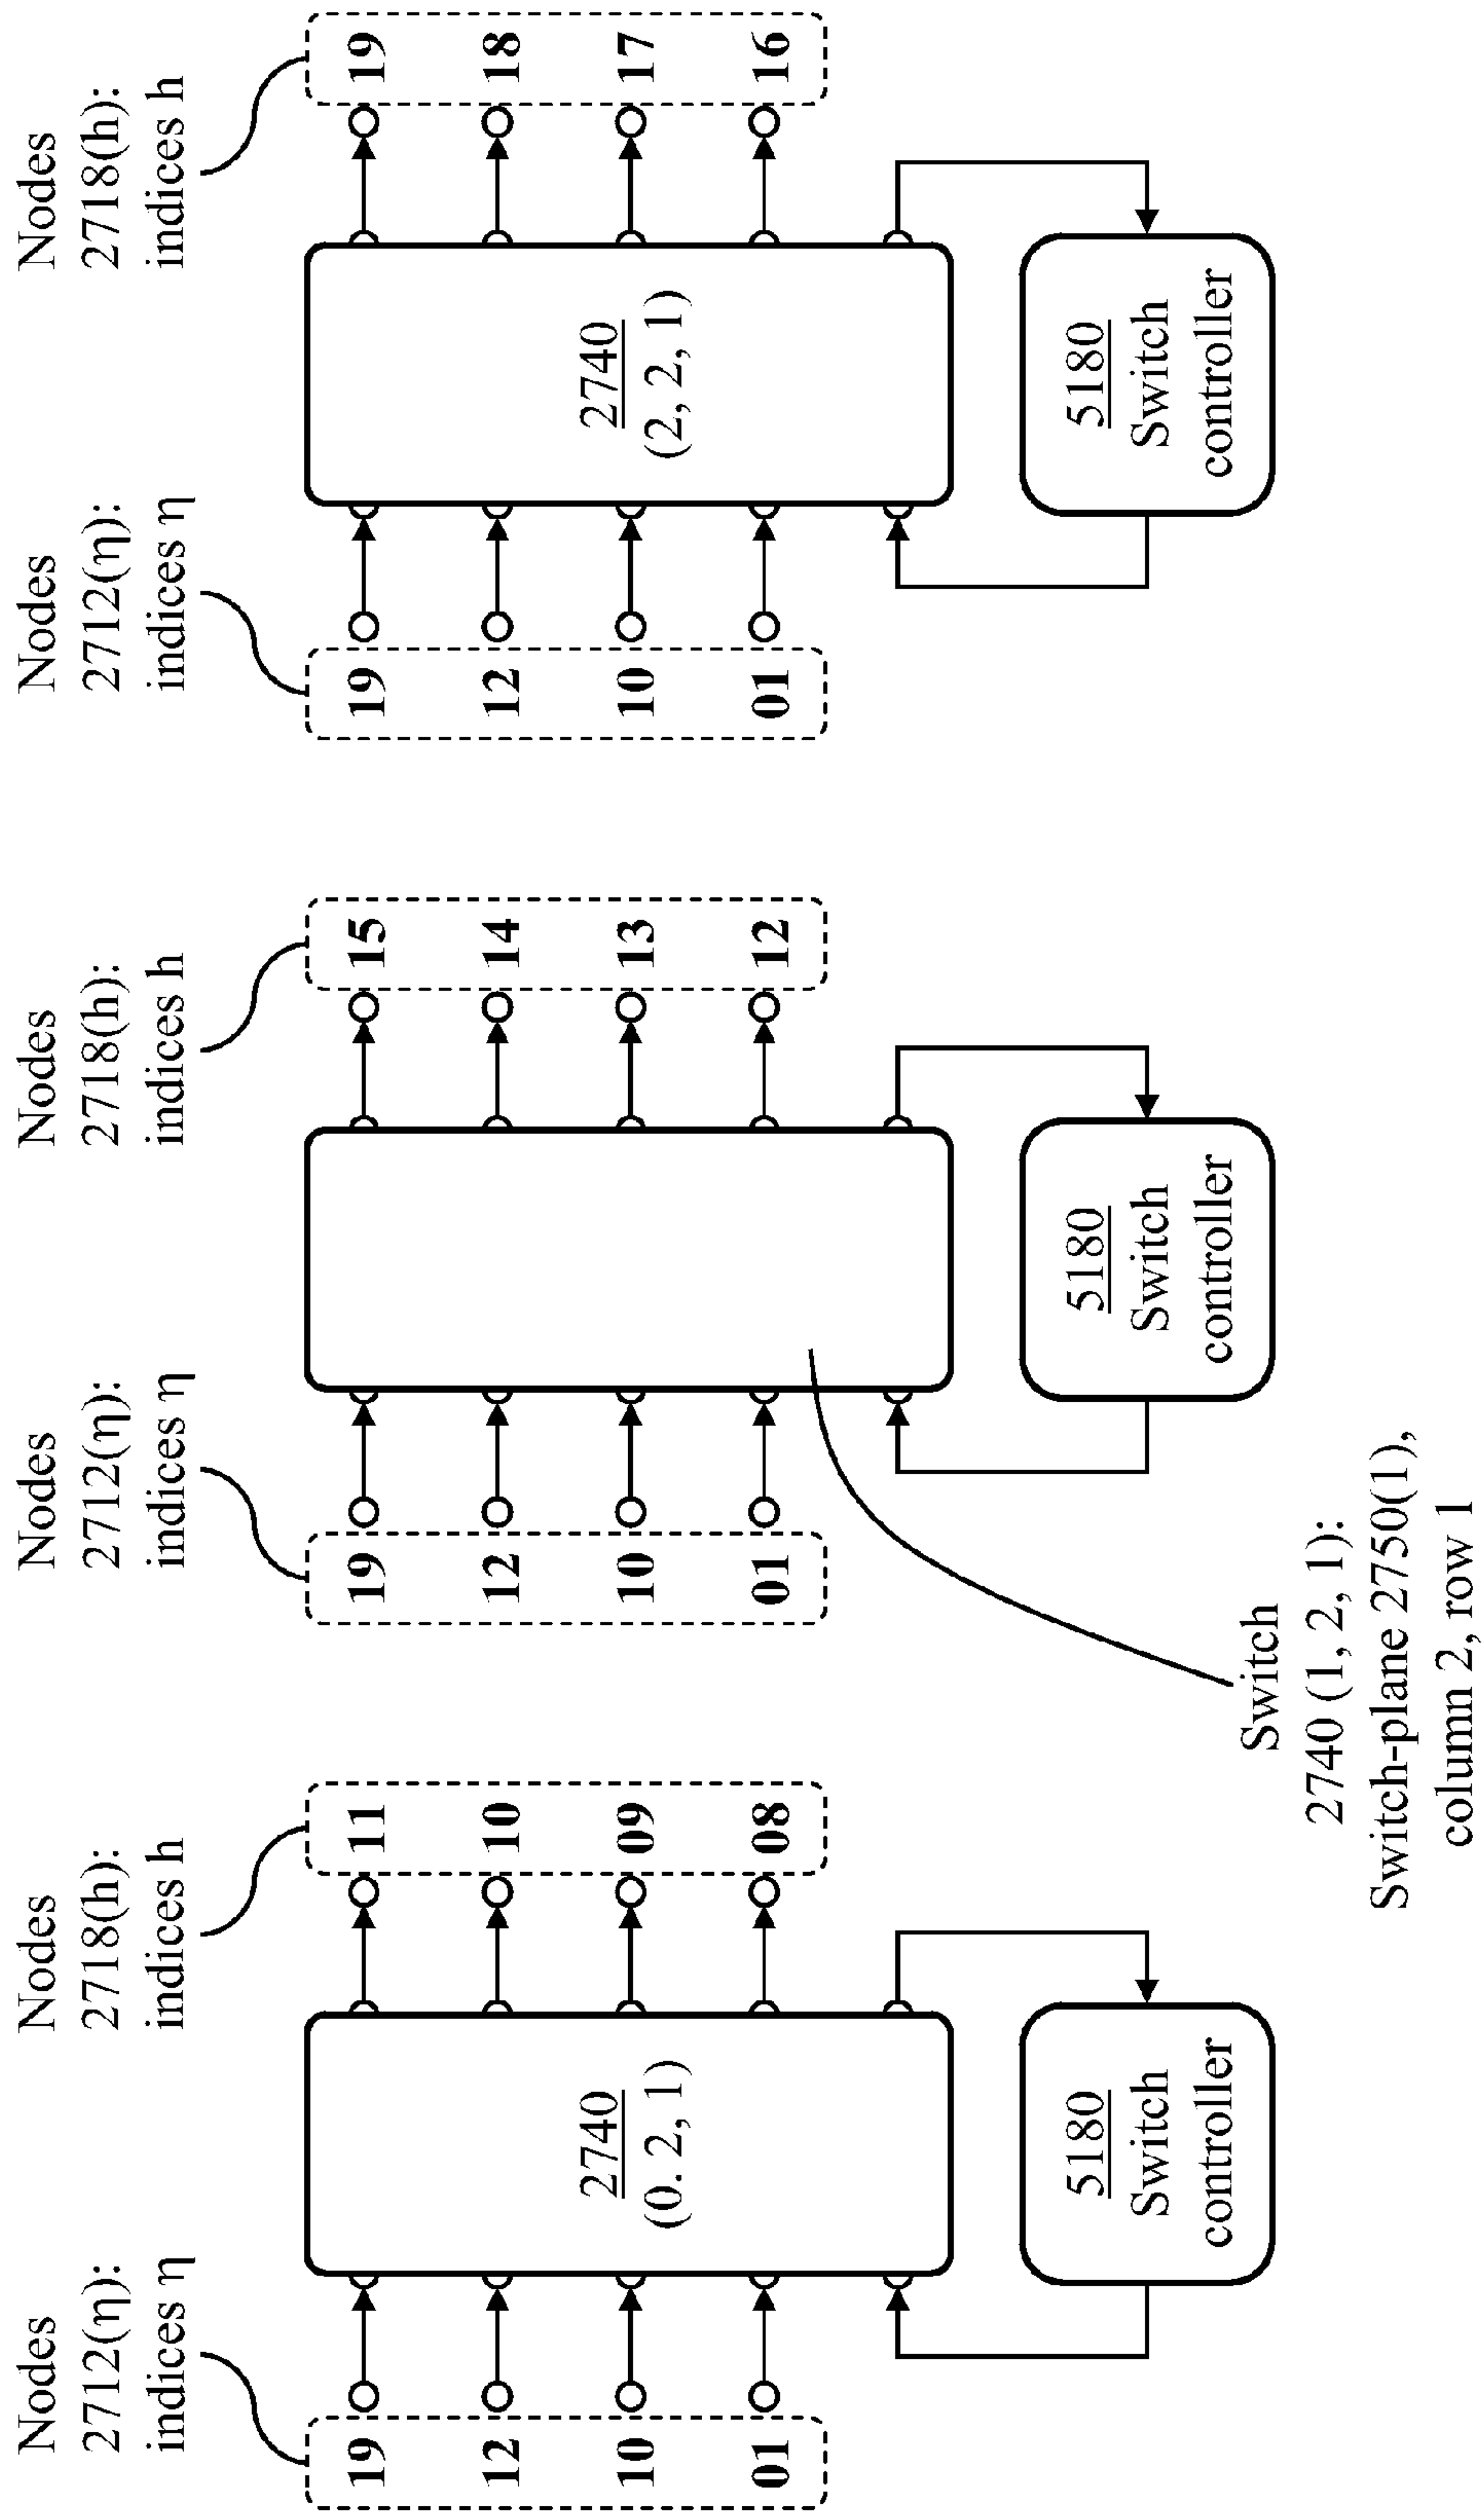 Nodes
2712(η):
indices η
Nodes
2718(h):
indices h
19
12
10
01
2740
(0. 2, 1)
11
10
09
08
5180
Switch
controller
Nodes
2712(η):
indices η
Nodes
2718(h):
indices h
19
12
10
01
15
14
13
12
5180
Switch
controller
Switch
2740 (1, 2, 1):
Switch-plane 2750(1),
column 2, row 1
Nodes
2712(η):
indices η
Nodes
2718(h):
indices h
19
12
10
01
2740
(2, 2, 1)
19
18
17
16
5180
Switch
controller